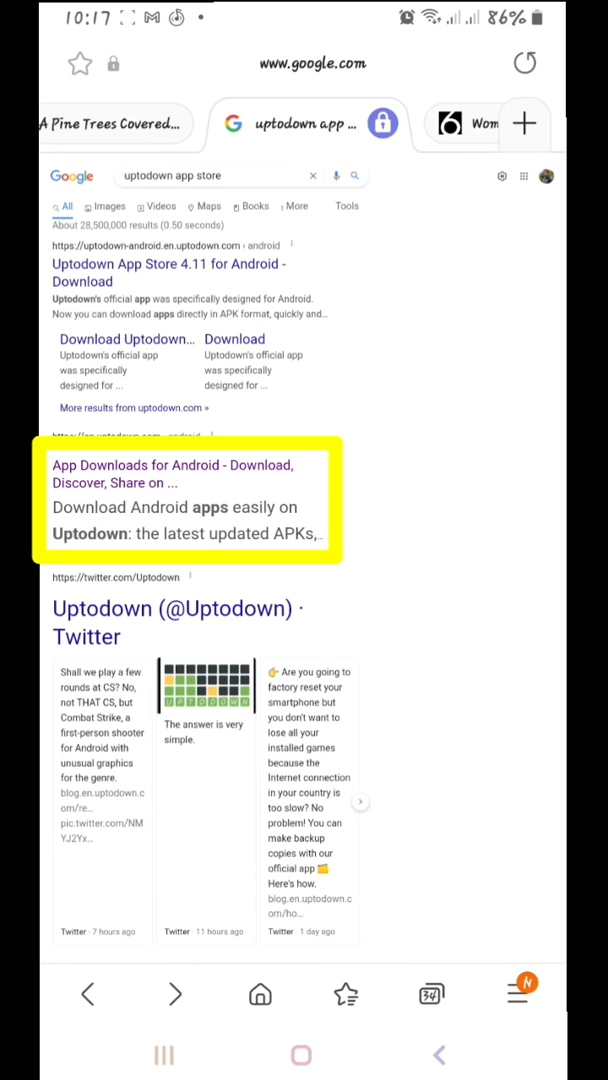 10:17
86%
www.google.com
A Pine Trees Covered...
uptodown app ...
Wom
Google
uptodown app store
All
Images
Videos
Maps
Books
More
Tools
About 28,500,000 results (0.50 seconds)
https://uptodown-android.en.uptodown.com › android
Uptodown App Store 4.11 for Android -
Download
Uptodown's official app was specifically designed for Android.
Now you can download apps directly in APK format, quickly and...
Download Uptodown...
Uptodown's official app
was specifically
designed for ...
Download
Uptodown's official app
was specifically
designed for ...
More results from uptodown.com »
App Downloads for Android - Download,
Discover, Share on ...
Download Android apps easily on
Uptodown: the latest updated APKs,...
https://twitter.com/Uptodown
Uptodown (@Uptodown) ·
Twitter
Shall we play a few
rounds at CS? No,
not THAT CS, but
Combat Strike, a
first-person shooter
for Android with
unusual graphics
for the genre.
blog.en.uptodown.c
om/re...
pic.twitter.com/NM
YJ2Yx...
Twitter · 7 hours ago
UPTODOWN
The answer is very
simple.
Twitter · 11 hours ago
👉 Are you going to
factory reset your
smartphone but
you don't want to
lose all your
installed games
because the
Internet connection
in your country is
too slow? No
problem! You can
make backup
copies with our
official app 🗂️
Here's how.
blog.en.uptodown.c
om/ho...
Twitter · 1 day ago
34
N